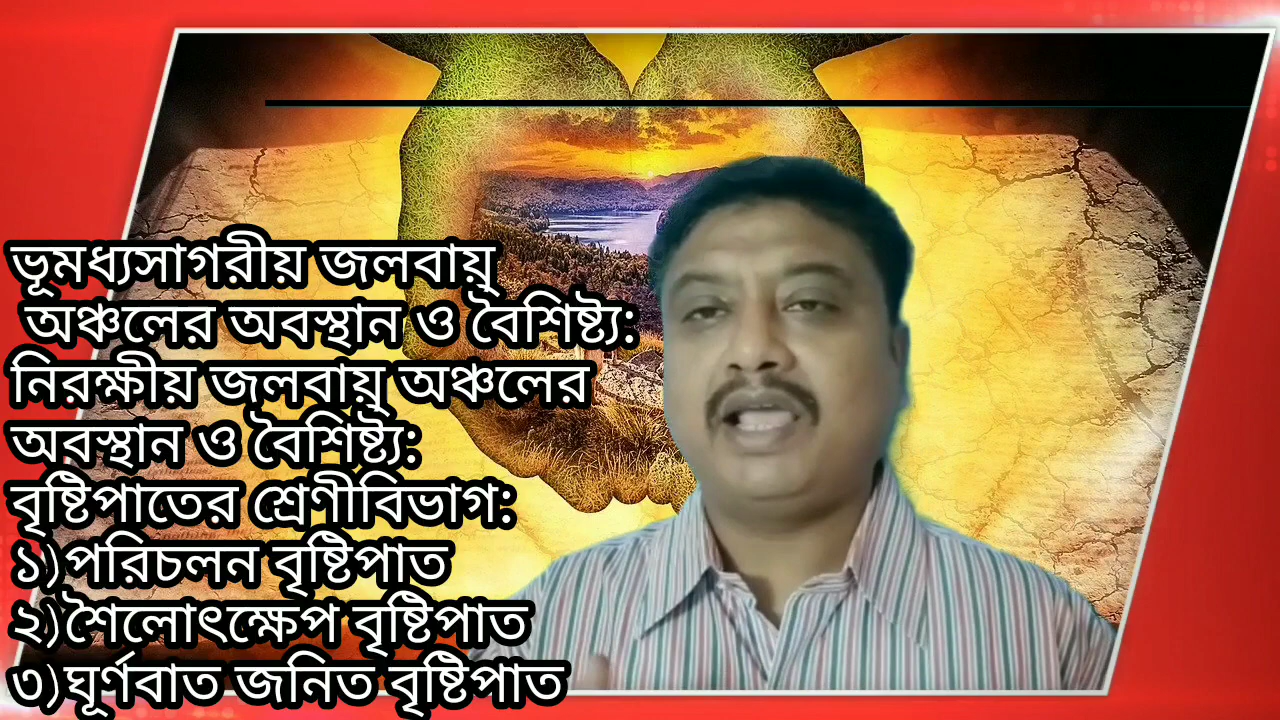 ভূমধ্যসাগরীয় জলবায়ু
অঞ্চলের অবস্থান ও বৈশিষ্ট্য:
নিরক্ষীয় জলবায়ু অঞ্চলের
অবস্থান ও বৈশিষ্ট্য:
বৃষ্টিপাতের শ্রেণীবিভাগ:
১)পরিচলন বৃষ্টিপাত
২)শৈলোৎক্ষেপ বৃষ্টিপাত
৩)ঘূর্ণবাত জনিত বৃষ্টিপাত